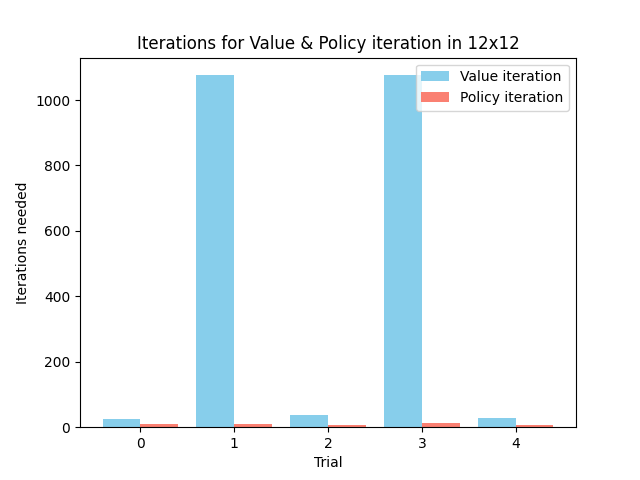 Iterations for Value & Policy iteration in 12x12
Value iteration
Policy iteration
Iterations needed
1000
800
600
400
200
0
0 1 2 3 4
Trial